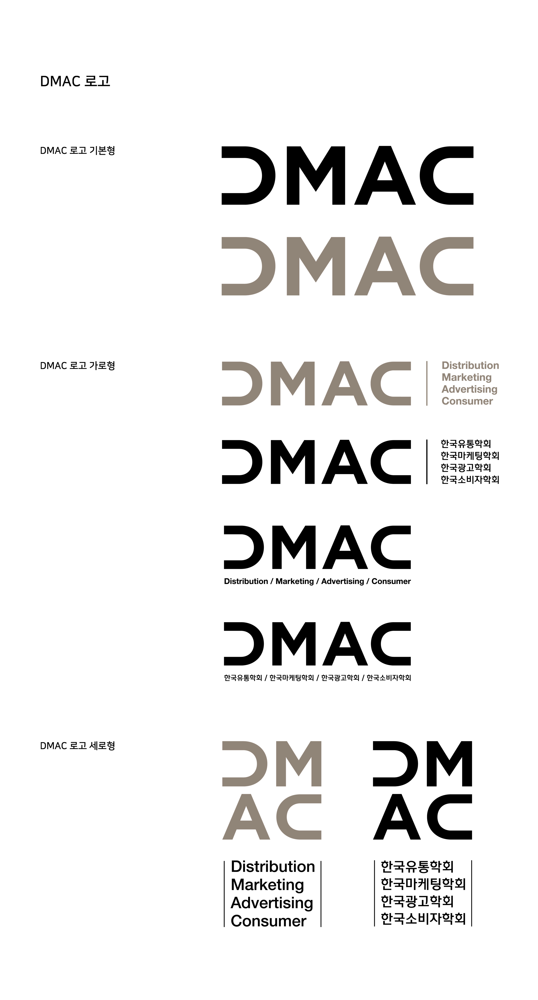 DMAC 로고
DMAC 로고 기본형
DMAC
DMAC
DMAC 로고 가로형
DMAC
Distribution
Marketing
Advertising
Consumer
DMAC
한국유통학회
한국마케팅학회
한국광고학회
한국소비자학회
DMAC
Distribution / Marketing / Advertising / Consumer
DMAC
한국유통학회 / 한국마케팅학회 / 한국광고학회 / 한국소비자학회
DMAC 로고 세로형
DM
AC
Distribution
Marketing
Advertising
Consumer
DM
AC
한국유통학회
한국마케팅학회
한국광고학회
한국소비자학회